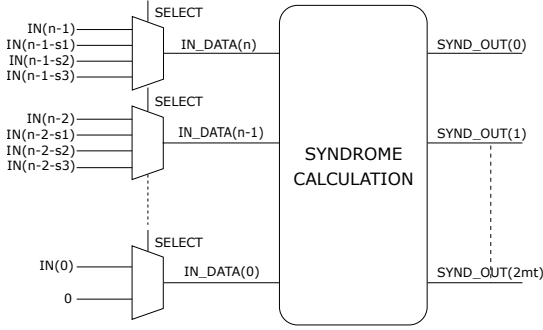 SELECT
IN(n-1)
IN(n-1-s1)
IN(n-1-s2)
IN(n-1-s3)
IN_DATA(n)
SYND_OUT(0)
SELECT
IN(n-2)
IN(n-2-s1)
IN(n-2-s2)
IN(n-2-s3)
IN_DATA(n-1)
SYND_OUT(1)
SYNDROME
CALCULATION
SELECT
IN(0)
0
IN_DATA(0)
SYND_OUT(2mt)